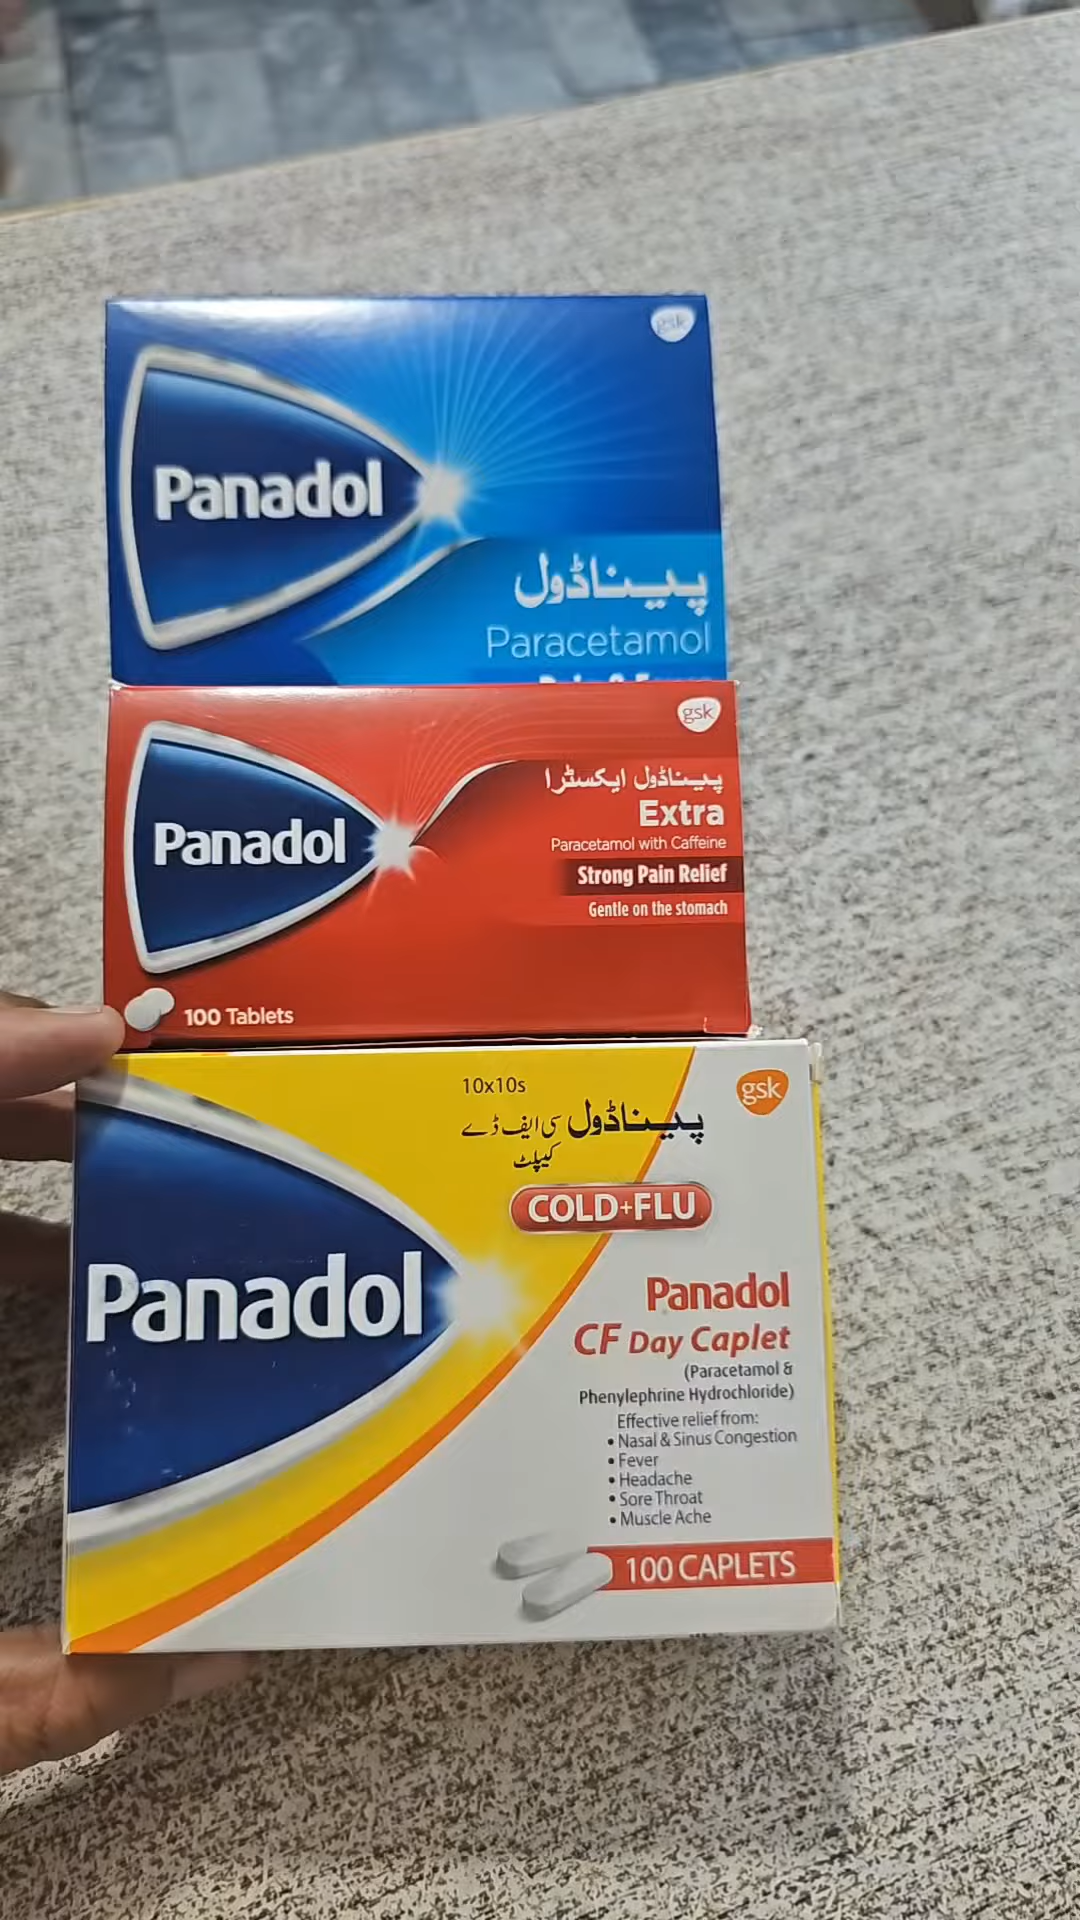 gsk
Panadol
پیناڈول
Paracetamol
gsk
پیناڈول ایکسٹرا
Extra
Paracetamol with Caffeine
Strong Pain Relief
Gentle on the stomach
Panadol
100 Tablets
10x10s
gsk
پیناڈول سی ایف ڈے
کیپلٹ
COLD+FLU
Panadol
Panadol
CF Day Caplet
(Paracetamol &
Phenylephrine Hydrochloride)
Effective relief from:
• Nasal & Sinus Congestion
• Fever
• Headache
• Sore Throat
• Muscle Ache
100 CAPLETS